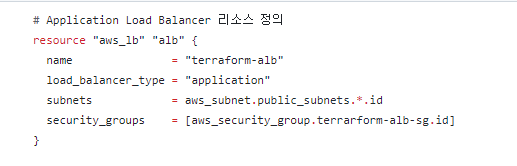 # Application Load Balancer 리소스 정의
resource "aws_lb" "alb" {
  name               = "terraform-alb"
  load_balancer_type = "application"
  subnets            = aws_subnet.public_subnets.*.id
  security_groups    = [aws_security_group.terrarform-alb-sg.id]
}